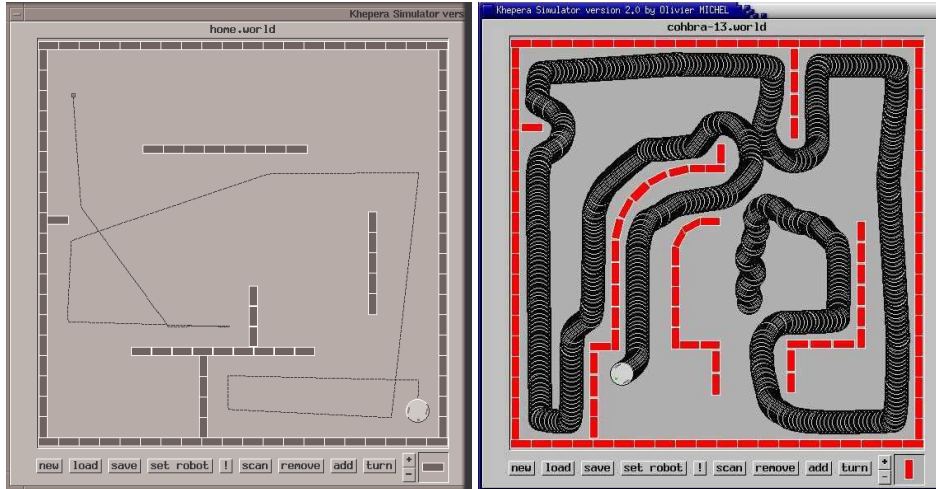 Khepera Simulator vers
home.world
new load save set robot ! scan remove add turn + -
Khepera Simulator version 2.0 by Olivier MICHEL
cohbra-13.world
new load save set robot ! scan remove add turn + -